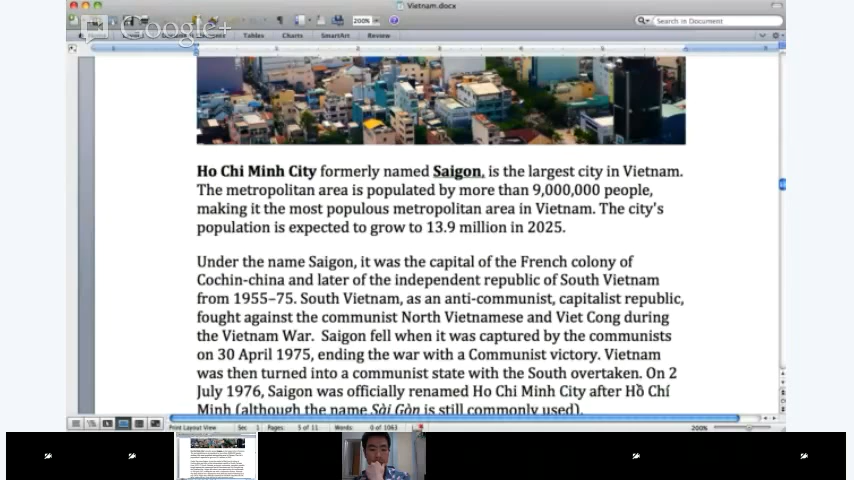 Vietnam.docx
Google+
200%
Search in Document
Tables Charts SmartArt Review
Ho Chi Minh City formerly named Saigon, is the largest city in Vietnam.
The metropolitan area is populated by more than 9,000,000 people,
making it the most populous metropolitan area in Vietnam. The city's
population is expected to grow to 13.9 million in 2025.
Under the name Saigon, it was the capital of the French colony of
Cochin-china and later of the independent republic of South Vietnam
from 1955–75. South Vietnam, as an anti-communist, capitalist republic,
fought against the communist North Vietnamese and Viet Cong during
the Vietnam War. Saigon fell when it was captured by the communists
on 30 April 1975, ending the war with a Communist victory. Vietnam
was then turned into a communist state with the South overtaken. On 2
July 1976, Saigon was officially renamed Ho Chi Minh City after Hồ Chí
Minh (although the name Sài Gòn is still commonly used).
Print Layout View Sec 1 Pages: 5 of 11 Words: 0 of 1063 200%